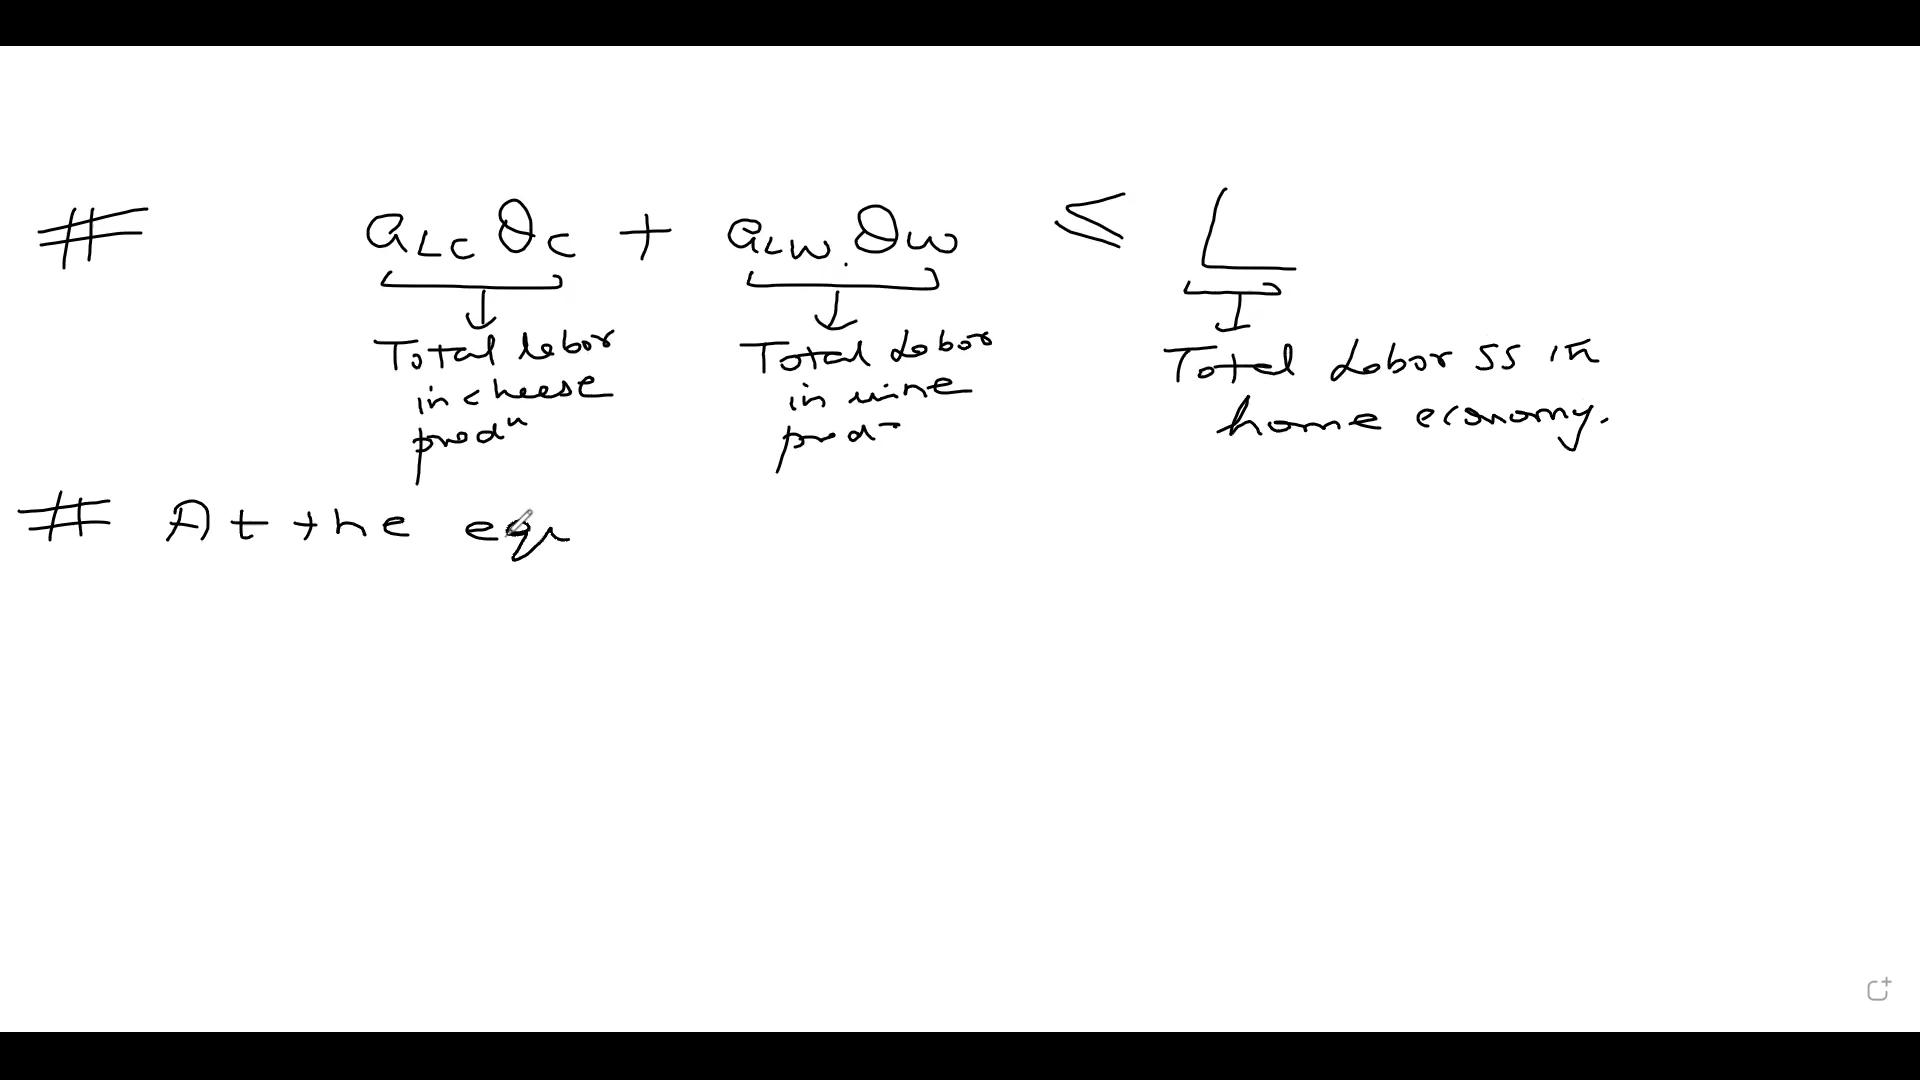 # a_LC Q_C + a_LW . Q_W ≤ L
Total labor Total Labor Total Labor SS in
in cheese in wine home economy.
prodⁿ prodⁿ
# At the eqm